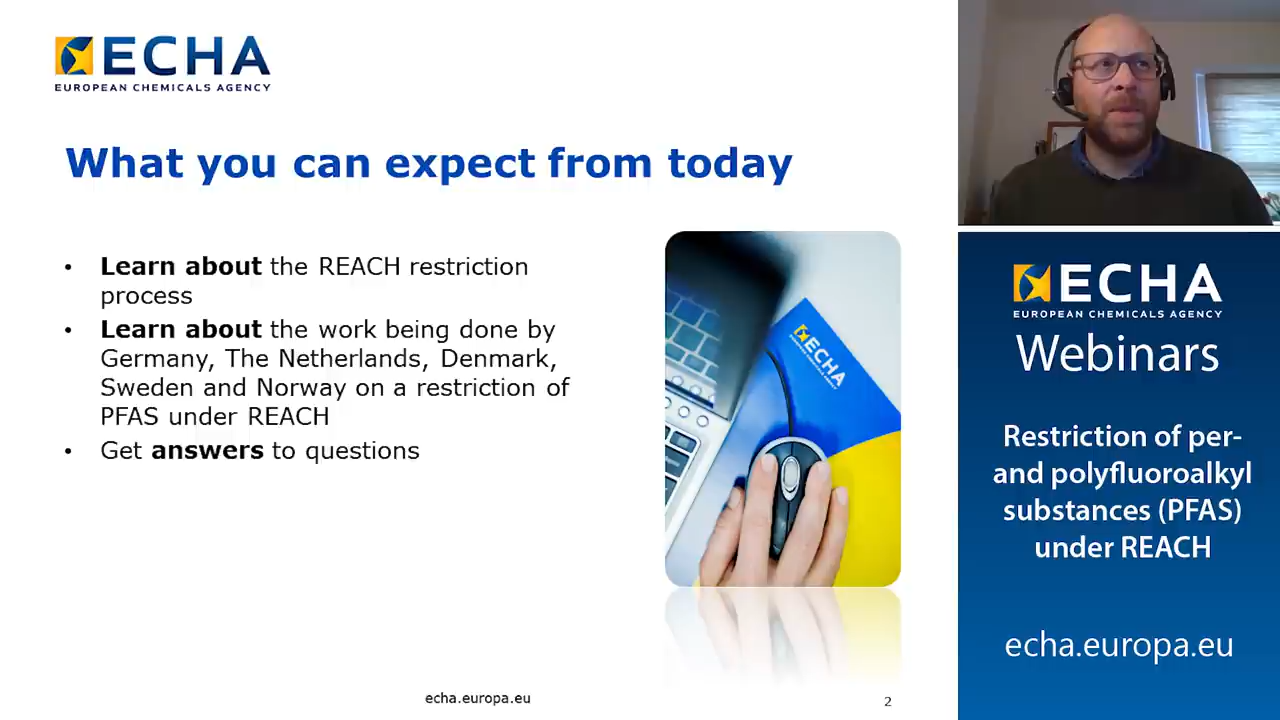 ECHA
EUROPEAN CHEMICALS AGENCY
What you can expect from today
• Learn about the REACH restriction
process
• Learn about the work being done by
Germany, The Netherlands, Denmark,
Sweden and Norway on a restriction of
PFAS under REACH
• Get answers to questions
ECHA
echa.europa.eu
2
ECHA
EUROPEAN CHEMICALS AGENCY
Webinars
Restriction of per-
and polyfluoroalkyl
substances (PFAS)
under REACH
echa.europa.eu